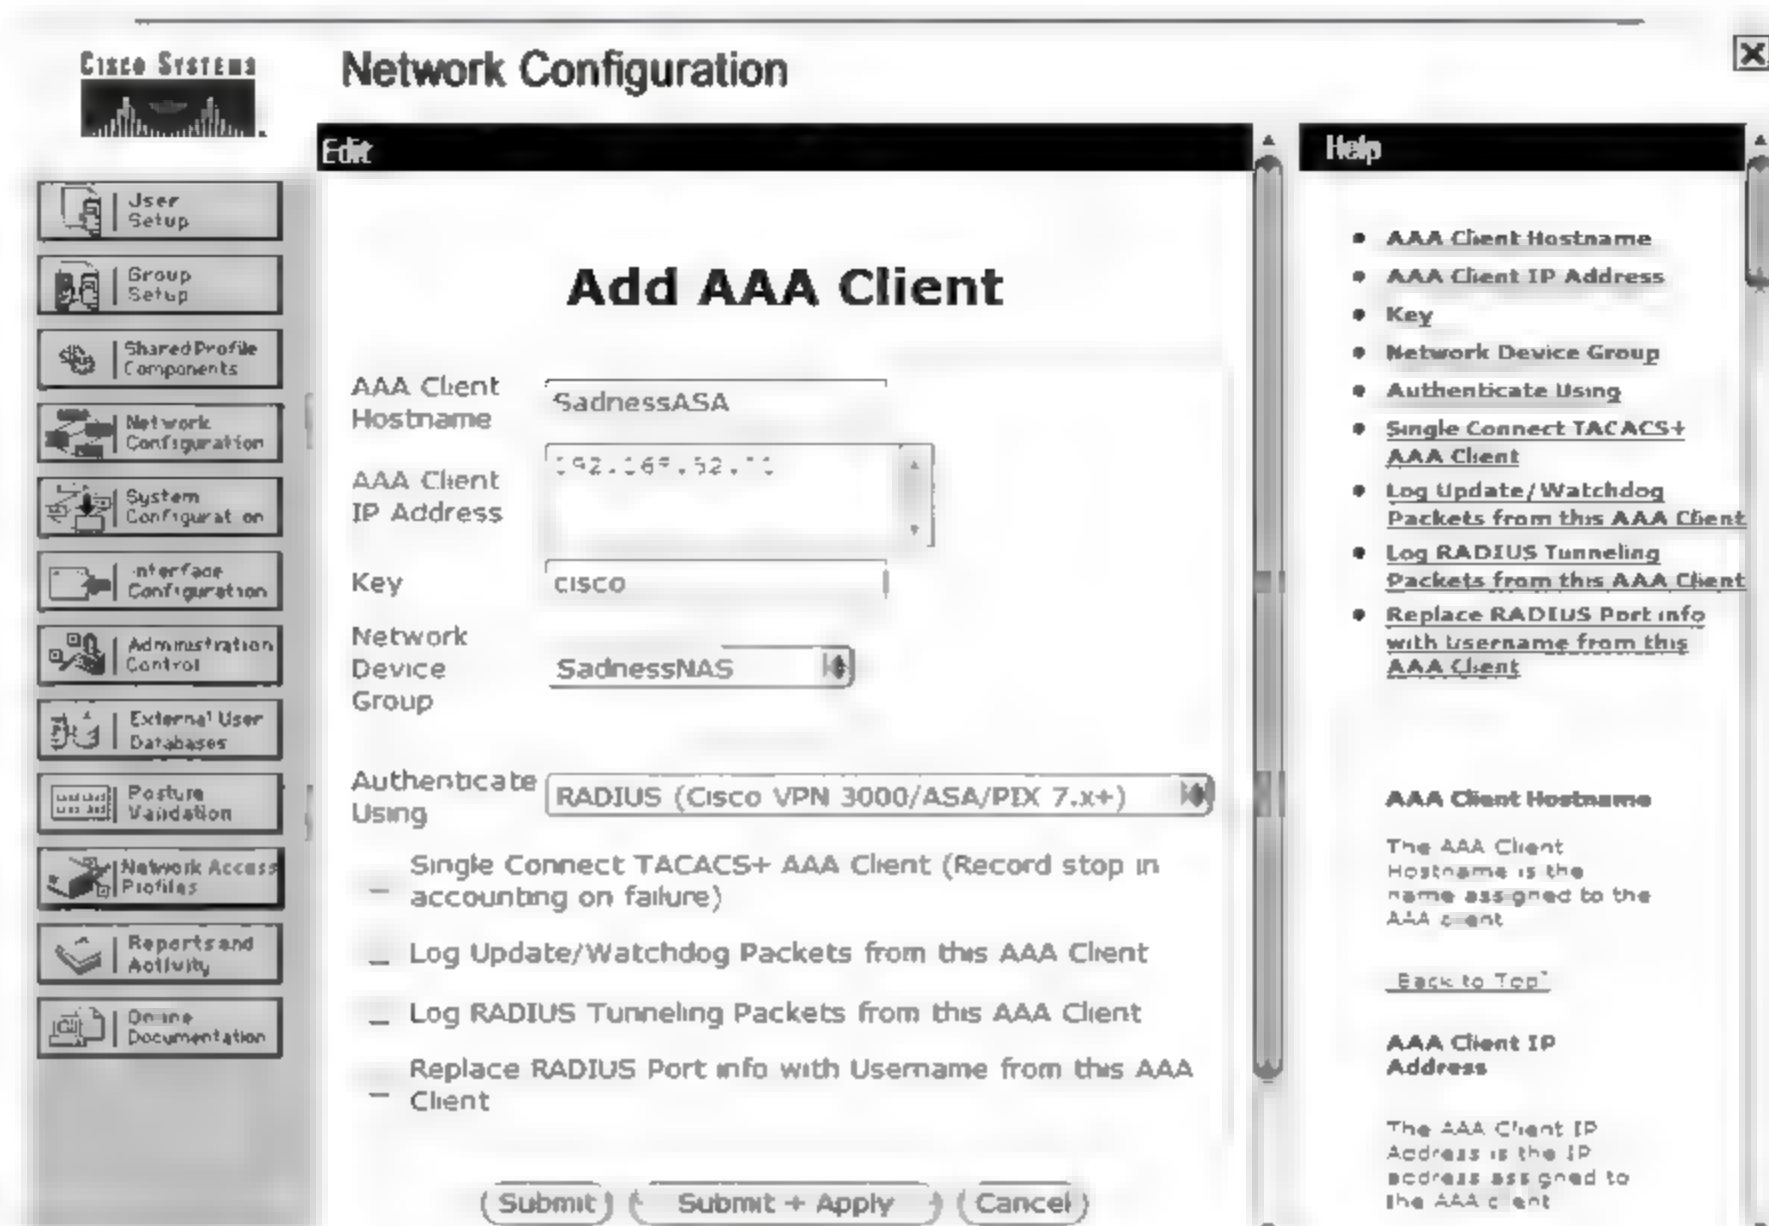 CISCO SYSTEMS
Network Configuration
Edit
Help
User
Setup
Group
Setup
Shared Profile
Components
Network
Configuration
System
Configuration
Interface
Configuration
Administration
Control
External User
Databases
Posture
Validation
Network Access
Profiles
Reports and
Activity
Online
Documentation
Add AAA Client
AAA Client
Hostname
SadnessASA
AAA Client
IP Address
Key
cisco
Network
Device
Group
SadnessNAS
Authenticate
Using
RADIUS (Cisco VPN 3000/ASA/PIX 7.x+)
Single Connect TACACS+ AAA Client (Record stop in
accounting on failure)
Log Update/Watchdog Packets from this AAA Client
Log RADIUS Tunneling Packets from this AAA Client
Replace RADIUS Port info with Username from this AAA
Client
Submit
Submit + Apply
Cancel
AAA Client Hostname
AAA Client IP Address
Key
Network Device Group
Authenticate Using
Single Connect TACACS+
AAA Client
Log Update/Watchdog
Packets from this AAA Client
Log RADIUS Tunneling
Packets from this AAA Client
Replace RADIUS Port info
with Username from this
AAA Client
AAA Client Hostname
The AAA Client
Hostname is the
name assigned to the
AAA client
Back to Top
AAA Client IP
Address
The AAA Client IP
Address is the IP
address assigned to
the AAA client